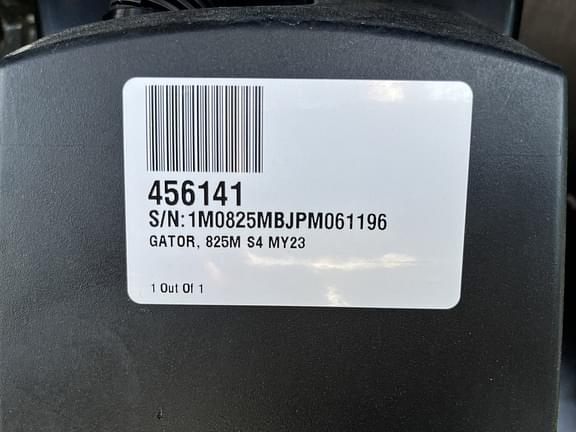 456141
S/N:1M0825MBJPM061196
GATOR, 825M S4 MY23
1 Out Of 1